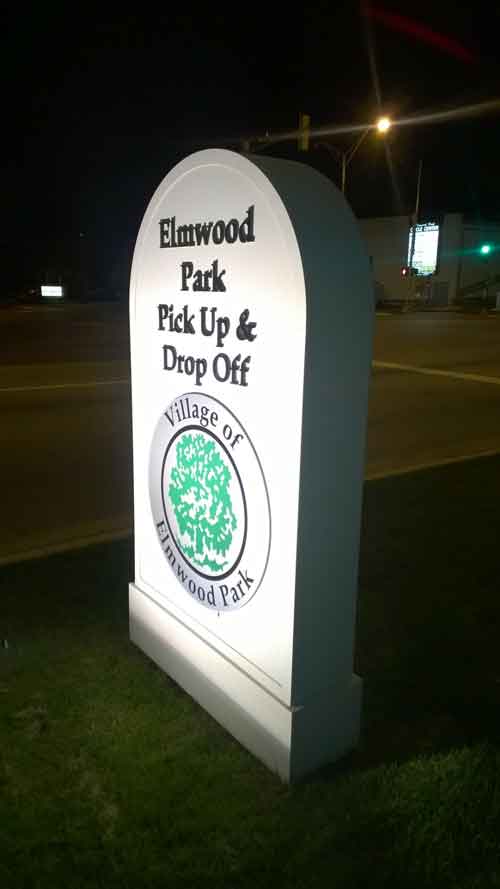 Elmwood
Park
Pick Up &
Drop Off
Village of
Elmwood Park